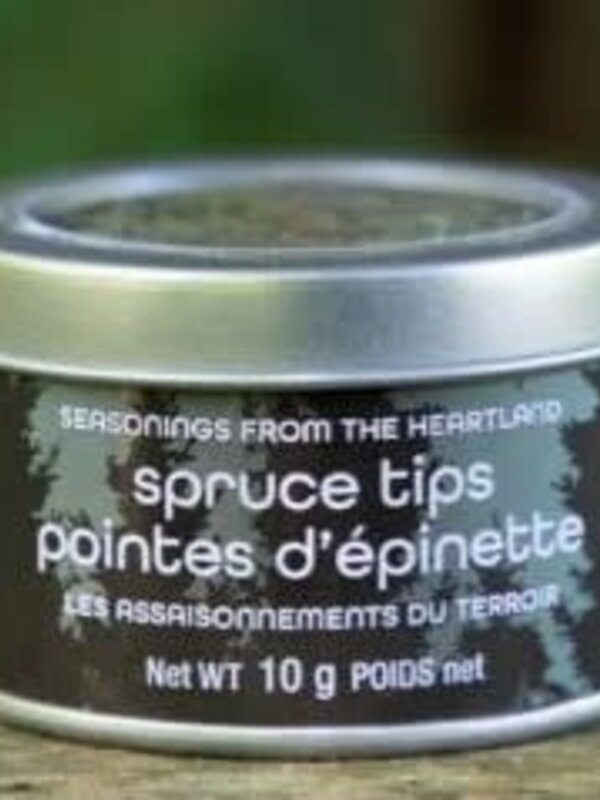 SEASONINGS FROM THE HEARTLAND
spruce tips
pointes d'épinette
LES ASSAISONNEMENTS DU TERROIR
Net WT 10 g POIDS net